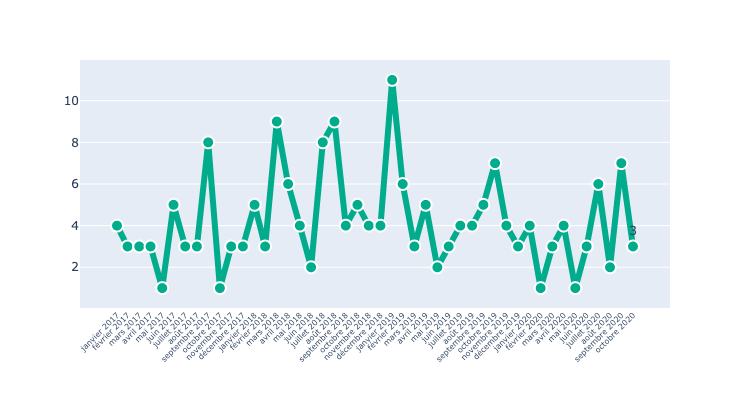 10
8
6
4
2
3
janvier 2017
février 2017
mars 2017
avril 2017
mai 2017
juin 2017
juillet 2017
août 2017
septembre 2017
octobre 2017
novembre 2017
décembre 2017
janvier 2018
février 2018
mars 2018
avril 2018
mai 2018
juin 2018
juillet 2018
août 2018
septembre 2018
octobre 2018
novembre 2018
décembre 2018
janvier 2019
février 2019
mars 2019
avril 2019
mai 2019
juin 2019
juillet 2019
août 2019
septembre 2019
octobre 2019
novembre 2019
décembre 2019
janvier 2020
février 2020
mars 2020
avril 2020
mai 2020
juin 2020
juillet 2020
août 2020
septembre 2020
octobre 2020